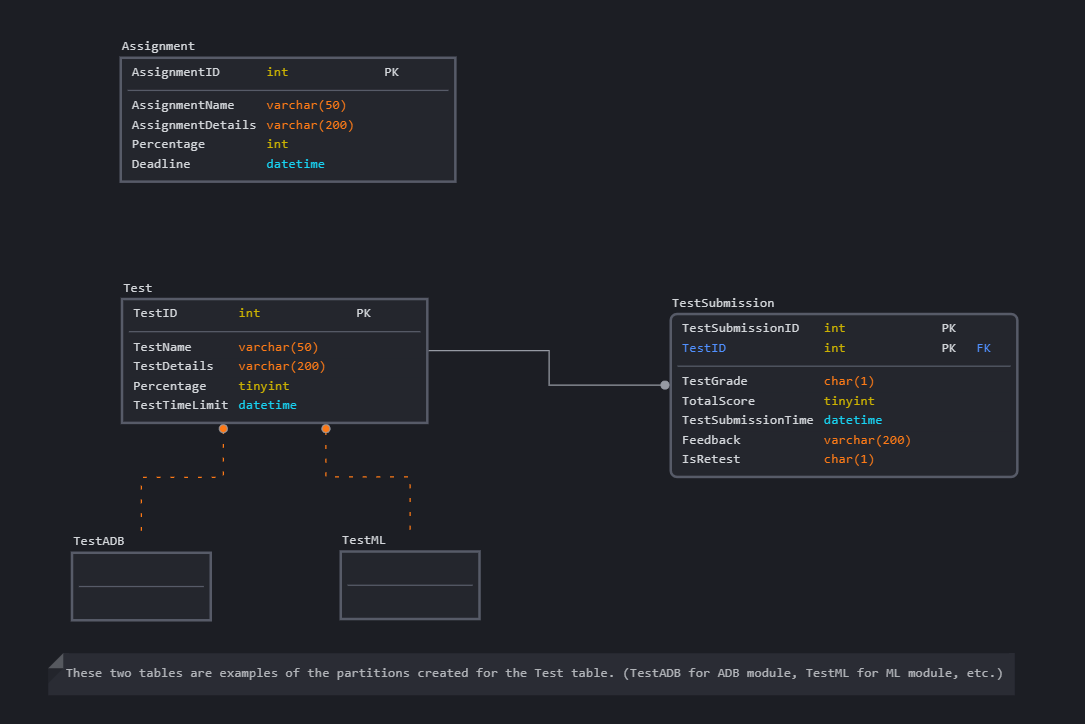 Assignment
AssignmentID int PK
AssignmentName varchar(50)
AssignmentDetails varchar(200)
Percentage int
Deadline datetime
Test
TestID int PK
TestName varchar(50)
TestDetails varchar(200)
Percentage tinyint
TestTimeLimit datetime
TestSubmission
TestSubmissionID int PK
TestID int PK FK
TestGrade char(1)
TotalScore tinyint
TestSubmissionTime datetime
Feedback varchar(200)
IsRetest char(1)
TestADB
TestML
These two tables are examples of the partitions created for the Test table. (TestADB for ADB module, TestML for ML module, etc.)